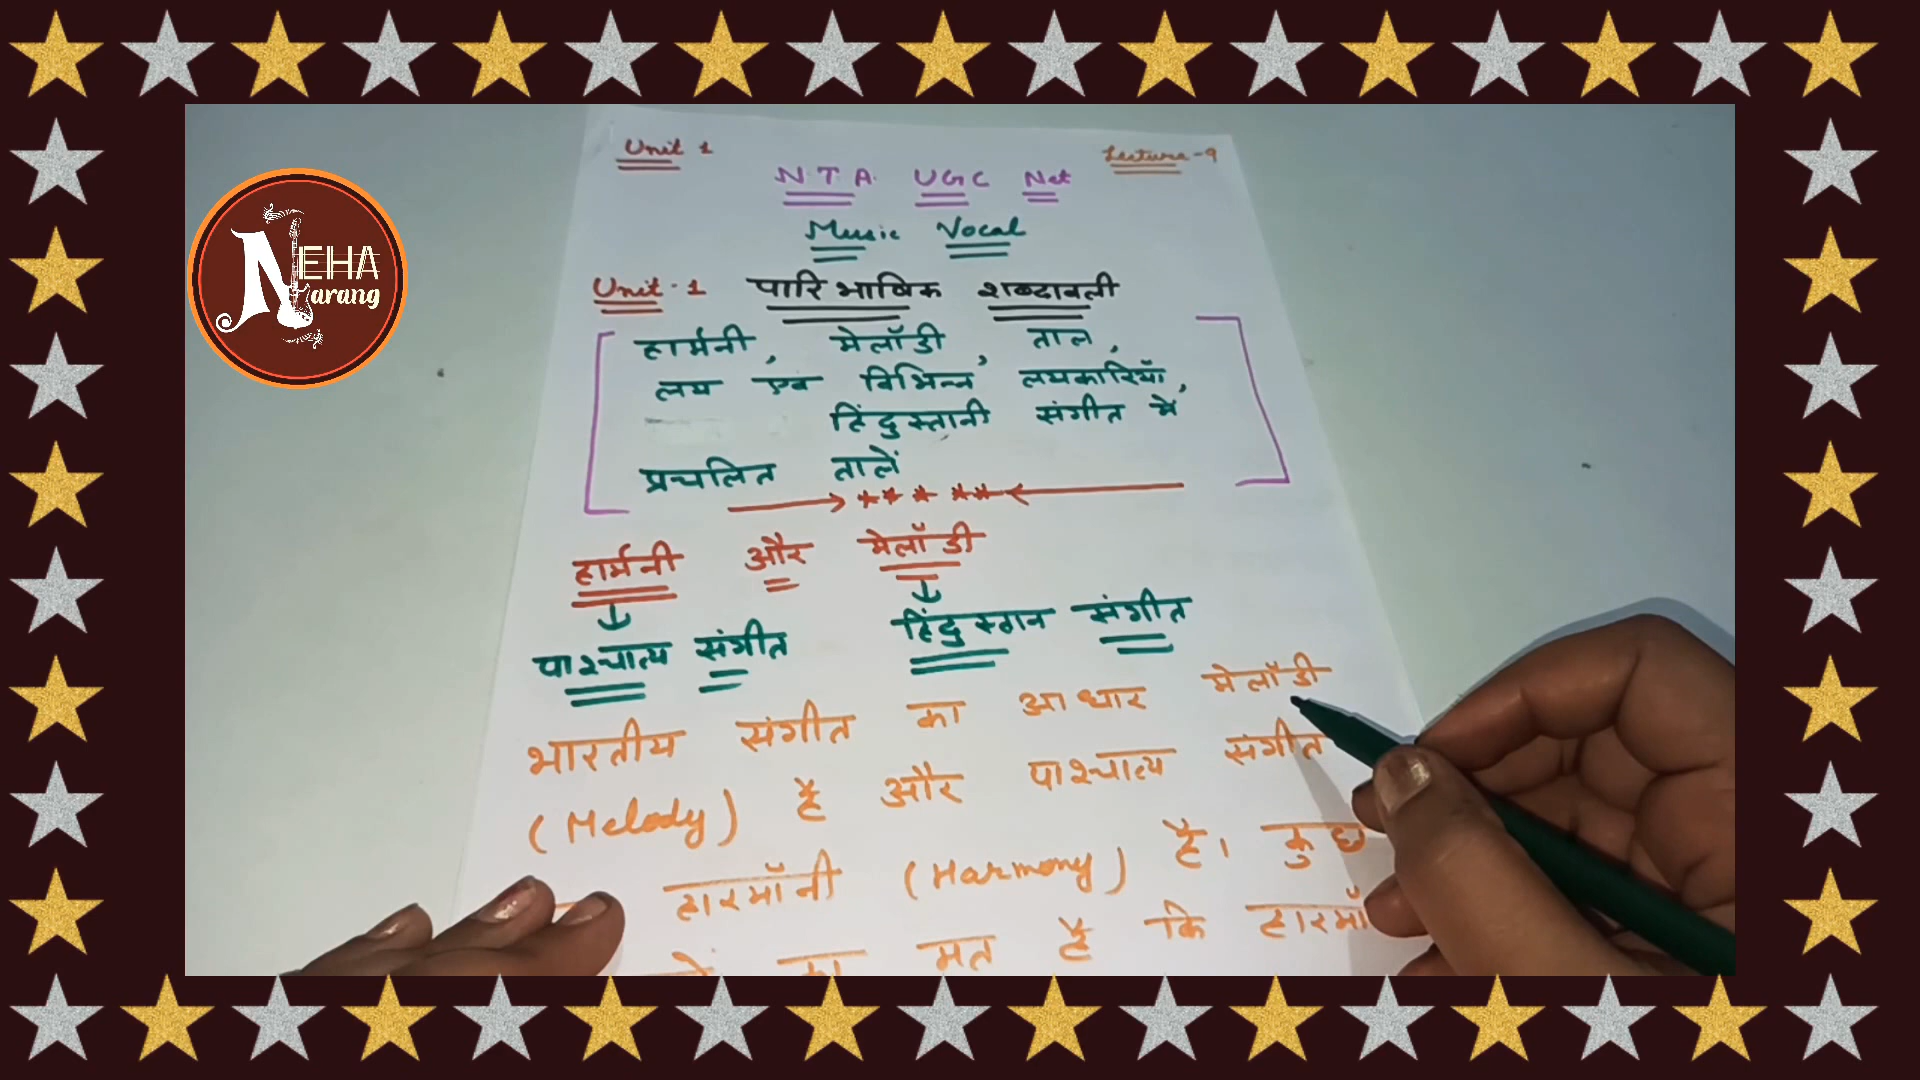 NEHA
Narang
Unit 1
Lecture-9
N.T.A. UGC Net
Music Vocal
Unit-1 पारिभाषिक शब्दावली
हार्मनी, मेलॉडी, ताल,
लय एवं विभिन्न लयकारियाँ,
हिंदुस्तानी संगीत में
प्रचलित तालें
हार्मनी और मेलॉडी
पाश्चात्य संगीत हिंदुस्तान संगीत
भारतीय संगीत का आधार मेलॉडी
(Melody) है और पाश्चात्य संगीत
हारमॉनी (Harmony) है। कुछ
का मत है कि हारमॉ